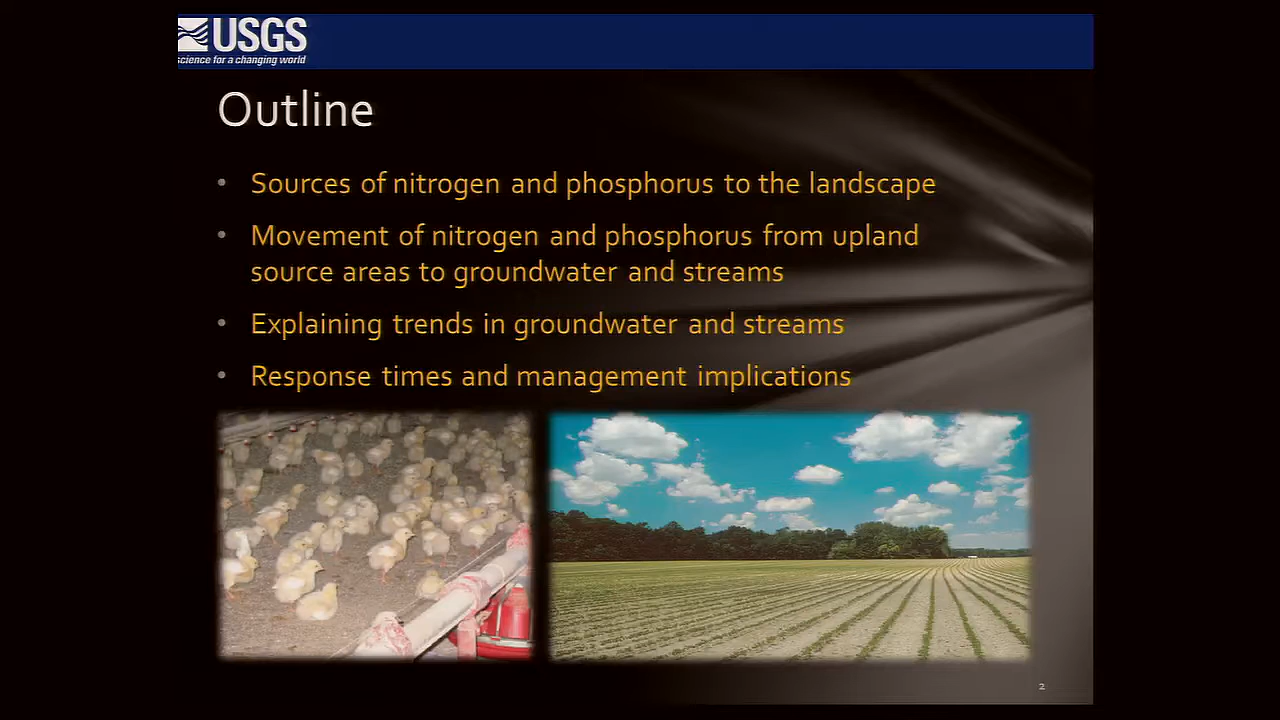 USGS
science for a changing world
Outline
• Sources of nitrogen and phosphorus to the landscape
• Movement of nitrogen and phosphorus from upland
source areas to groundwater and streams
• Explaining trends in groundwater and streams
• Response times and management implications
2